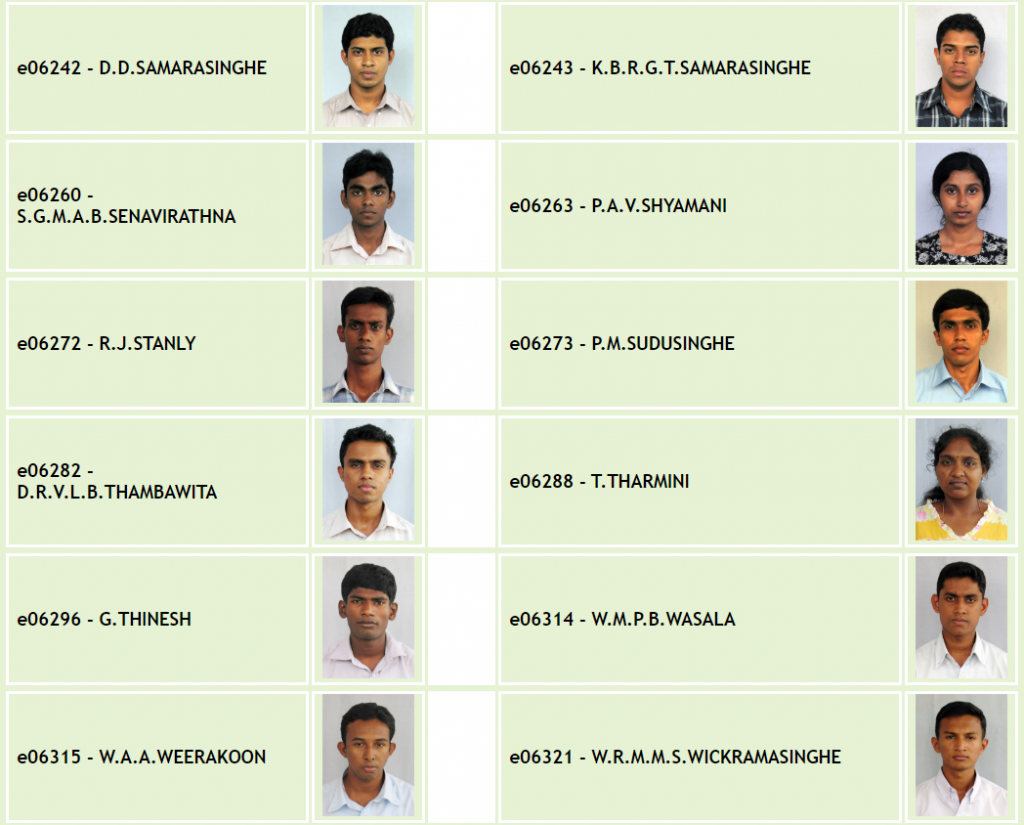 e06242 - D.D.SAMARASINGHE
e06243 - K.B.R.G.T.SAMARASINGHE
e06260 -
S.G.M.A.B.SENAVIRATHNA
e06263 - P.A.V.SHYAMANI
e06272 - R.J.STANLY
e06273 - P.M.SUDUSINGHE
e06282 -
D.R.V.L.B.THAMBAWITA
e06288 - T.THARMINI
e06296 - G.THINESH
e06314 - W.M.P.B.WASALA
e06315 - W.A.A.WEERAKOON
e06321 - W.R.M.M.S.WICKRAMASINGHE